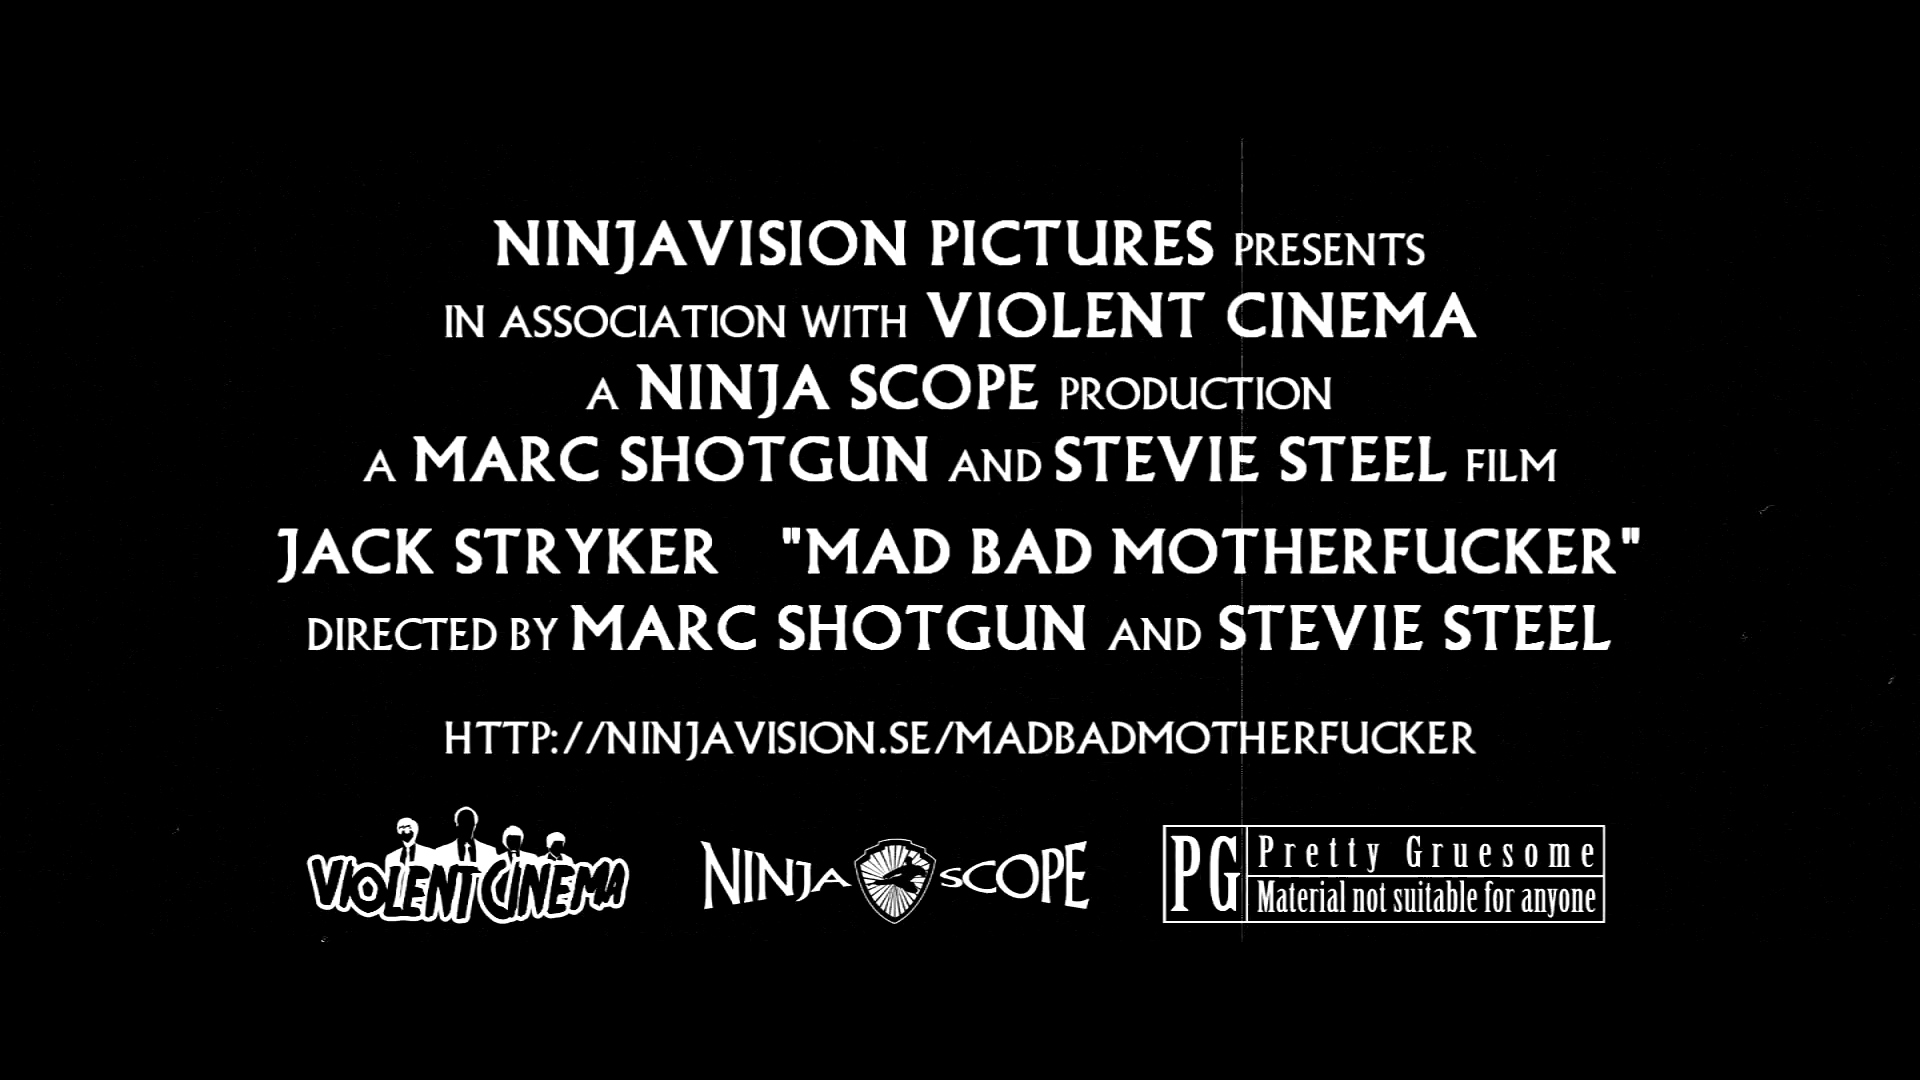 NINJAVISION PICTURES PRESENTS
IN ASSOCIATION WITH VIOLENT CINEMA
A NINJA SCOPE PRODUCTION
A MARC SHOTGUN AND STEVIE STEEL FILM
JACK STRYKER "MAD BAD MOTHERFUCKER"
DIRECTED BY MARC SHOTGUN AND STEVIE STEEL
HTTP://NINJAVISION.SE/MADBADMOTHERFUCKER
VIOLENT CINEMA
NINJA SCOPE
PG
Pretty Gruesome
Material not suitable for anyone